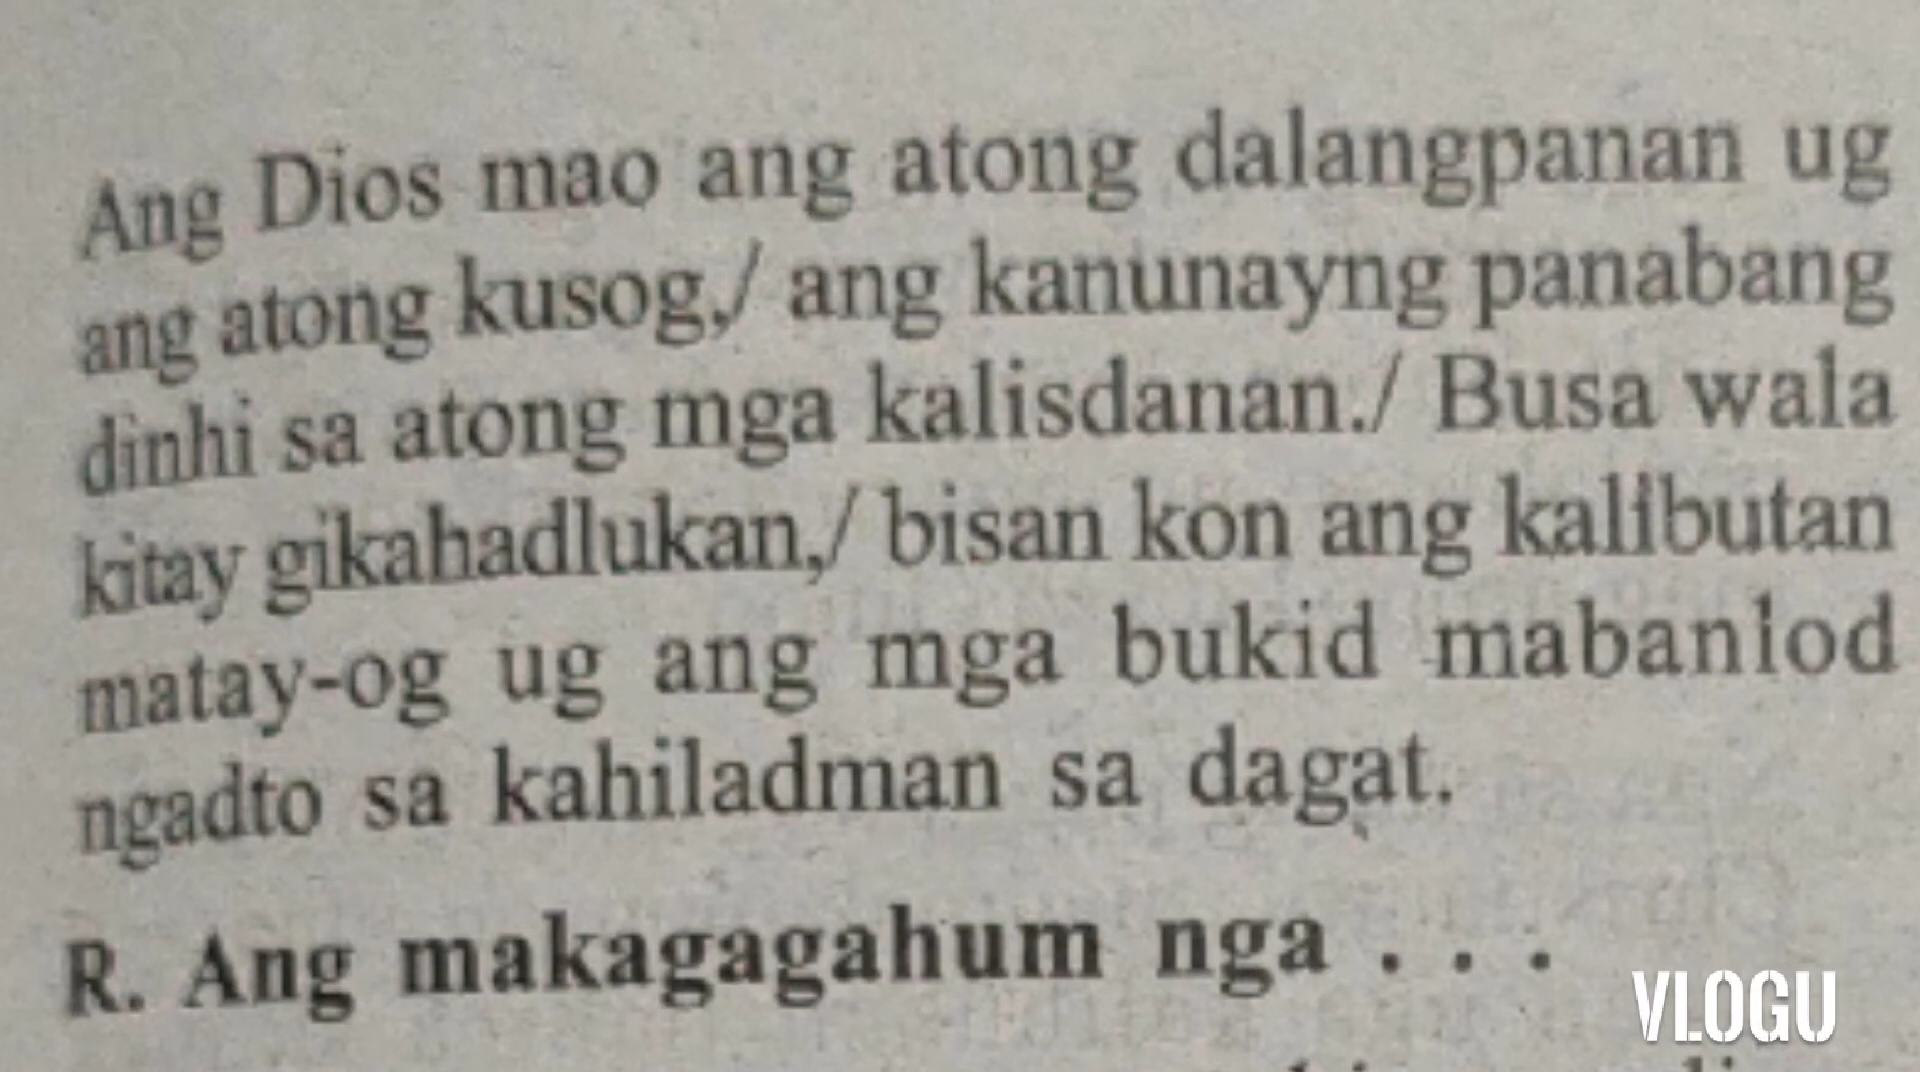 Ang Dios mao ang atong dalangpanan ug
ang atong kusog,/ ang kanunayng panabang
dinhi sa atong mga kalisdanan./ Busa wala
kitay gikahadlukan,/ bisan kon ang kalibutan
matay-og ug ang mga bukid mabanlod
ngadto sa kahiladman sa dagat.
R. Ang makagagahum nga . . .
VLOGU